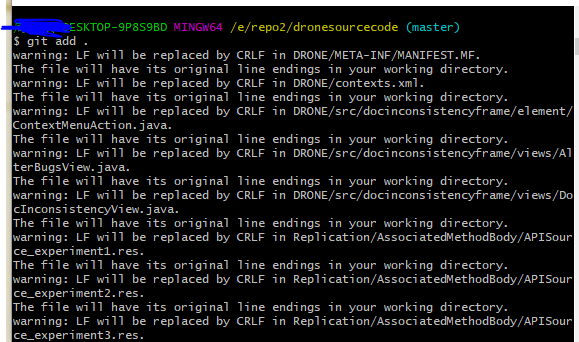 DESKTOP-9P8S9BD MINGW64 /e/repo2/dronesourcecode (master)
$ git add .
warning: LF will be replaced by CRLF in DRONE/META-INF/MANIFEST.MF.
The file will have its original line endings in your working directory.
warning: LF will be replaced by CRLF in DRONE/contexts.xml.
The file will have its original line endings in your working directory.
warning: LF will be replaced by CRLF in DRONE/src/docinconsistencyframe/element/
ContextMenuAction.java.
The file will have its original line endings in your working directory.
warning: LF will be replaced by CRLF in DRONE/src/docinconsistencyframe/views/Al
terBugsView.java.
The file will have its original line endings in your working directory.
warning: LF will be replaced by CRLF in DRONE/src/docinconsistencyframe/views/Do
cInconsistencyView.java.
The file will have its original line endings in your working directory.
warning: LF will be replaced by CRLF in Replication/AssociatedMethodBody/APISour
ce_experiment1.res.
The file will have its original line endings in your working directory.
warning: LF will be replaced by CRLF in Replication/AssociatedMethodBody/APISour
ce_experiment2.res.
The file will have its original line endings in your working directory.
warning: LF will be replaced by CRLF in Replication/AssociatedMethodBody/APISour
ce_experiment3.res.